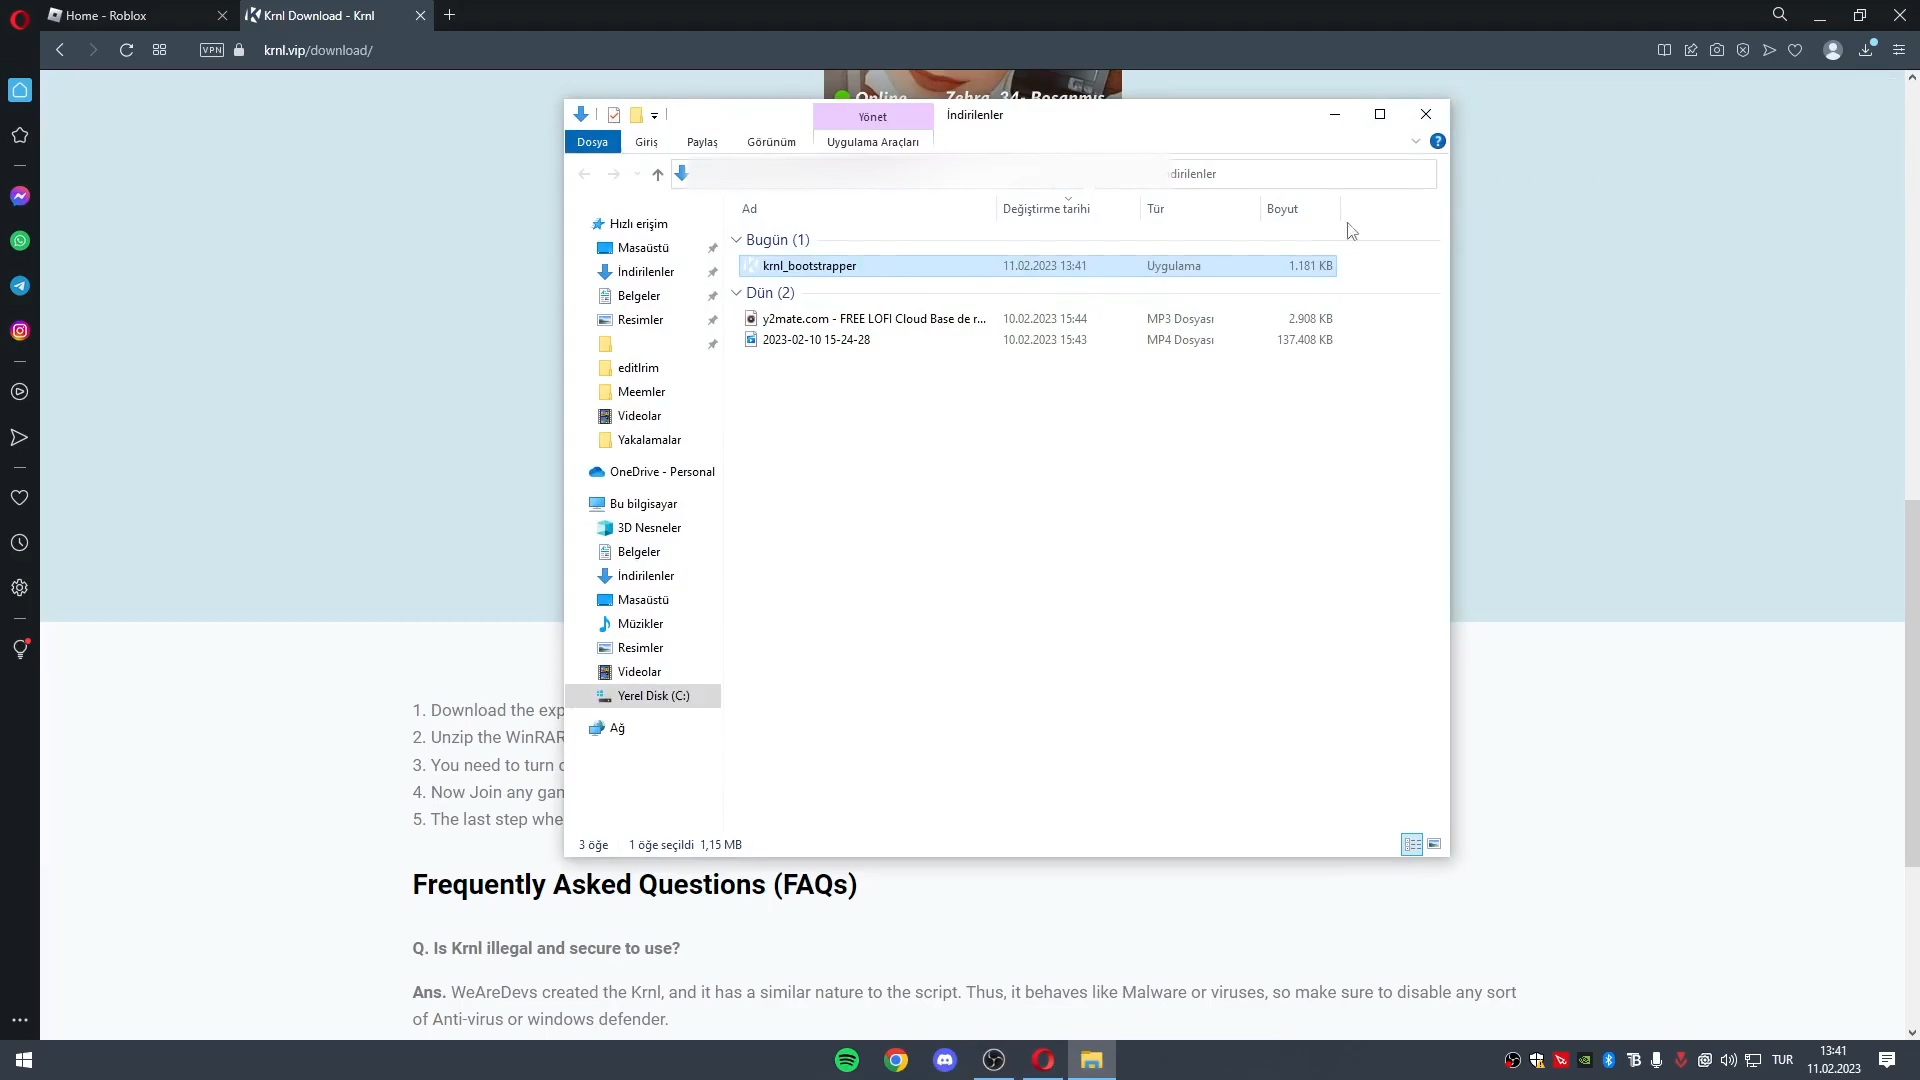 Home - Roblox
Krnl Download - Krnl
VPN
krnl.vip/download/
Online Zehra, 34- Boşanmış
Yönet
İndirilenler
Dosya
Giriş
Paylaş
Görünüm
Uygulama Araçları
Ad
Değiştirme tarihi
Tür
Boyut
Hızlı erişim
Masaüstü
İndirilenler
Belgeler
Resimler
editlrim
Meemler
Videolar
Yakalamalar
OneDrive - Personal
Bu bilgisayar
3D Nesneler
Belgeler
İndirilenler
Masaüstü
Müzikler
Resimler
Videolar
Yerel Disk (C:)
Ağ
Bugün (1)
krnl_bootstrapper 11.02.2023 13:41 Uygulama 1.181 KB
Dün (2)
y2mate.com - FREE LOFI Cloud Base de r... 10.02.2023 15:44 MP3 Dosyası 2.908 KB
2023-02-10 15-24-28 10.02.2023 15:43 MP4 Dosyası 137.408 KB
3 öğe 1 öğe seçildi 1,15 MB
1. Download the exp
2. Unzip the WinRAR
3. You need to turn
4. Now Join any gam
5. The last step whe
Frequently Asked Questions (FAQs)
Q. Is Krnl illegal and secure to use?
Ans. WeAreDevs created the Krnl, and it has a similar nature to the script. Thus, it behaves like Malware or viruses, so make sure to disable any sort
of Anti-virus or windows defender.
TUR
13:41
11.02.2023